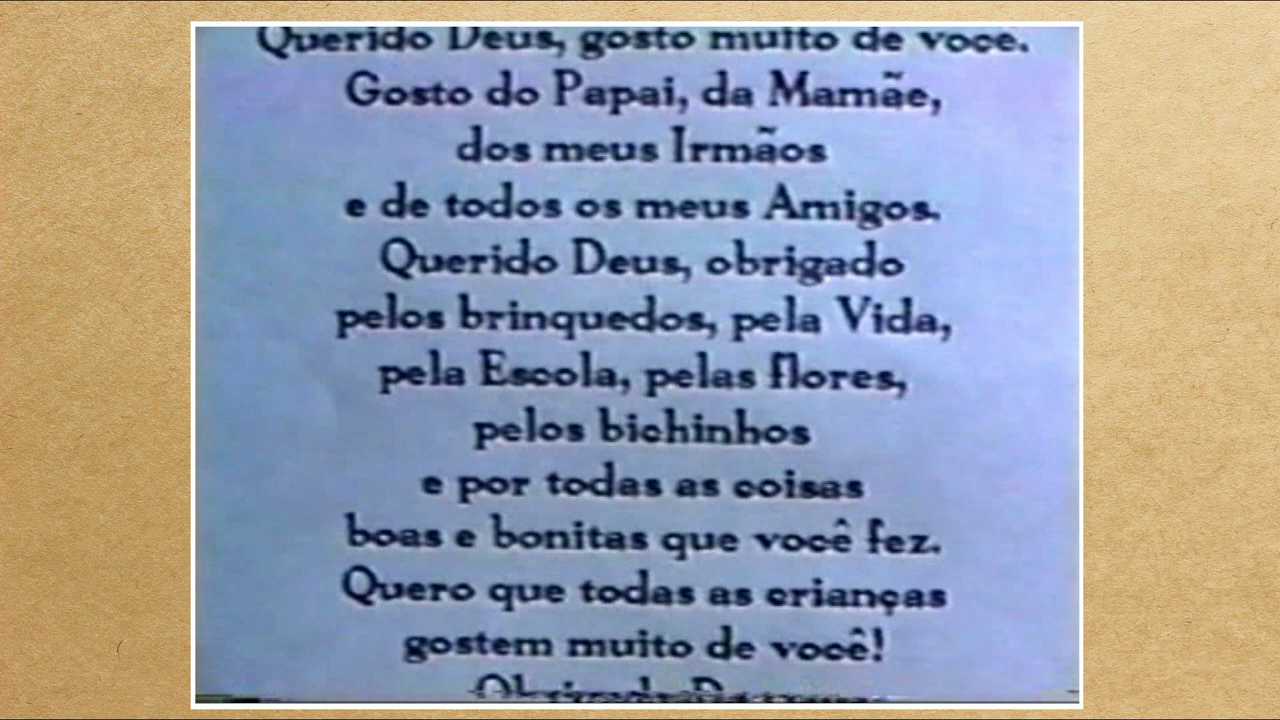 Querido Deus, gosto muito de você.
Gosto do Papai, da Mamãe,
dos meus Irmãos
e de todos os meus Amigos.
Querido Deus, obrigado
pelos brinquedos, pela Vida,
pela Escola, pelas flores,
pelos bichinhos
e por todas as coisas
boas e bonitas que você fez.
Quero que todas as crianças
gostem muito de você!